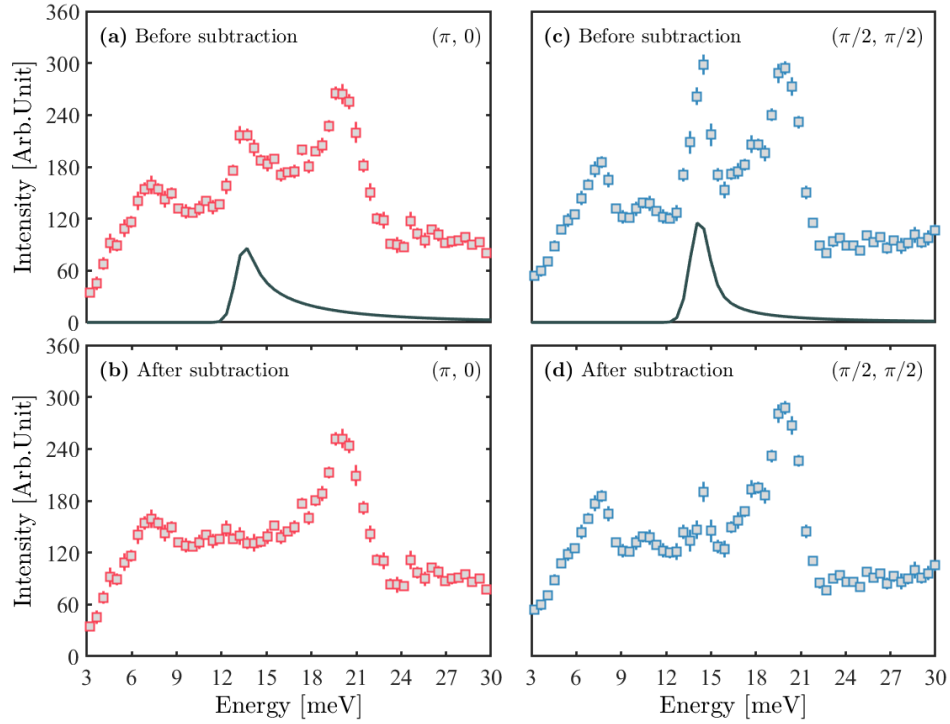 360
300
240
180
120
60
0
Intensity [Arb.Unit]
(a) Before subtraction
(π, 0)
(c) Before subtraction
(π/2, π/2)
360
300
240
180
120
60
0
Intensity [Arb.Unit]
(b) After subtraction
(π, 0)
(d) After subtraction
(π/2, π/2)
3 6 9 12 15 18 21 24 27 30
Energy [meV]
3 6 9 12 15 18 21 24 27 30
Energy [meV]